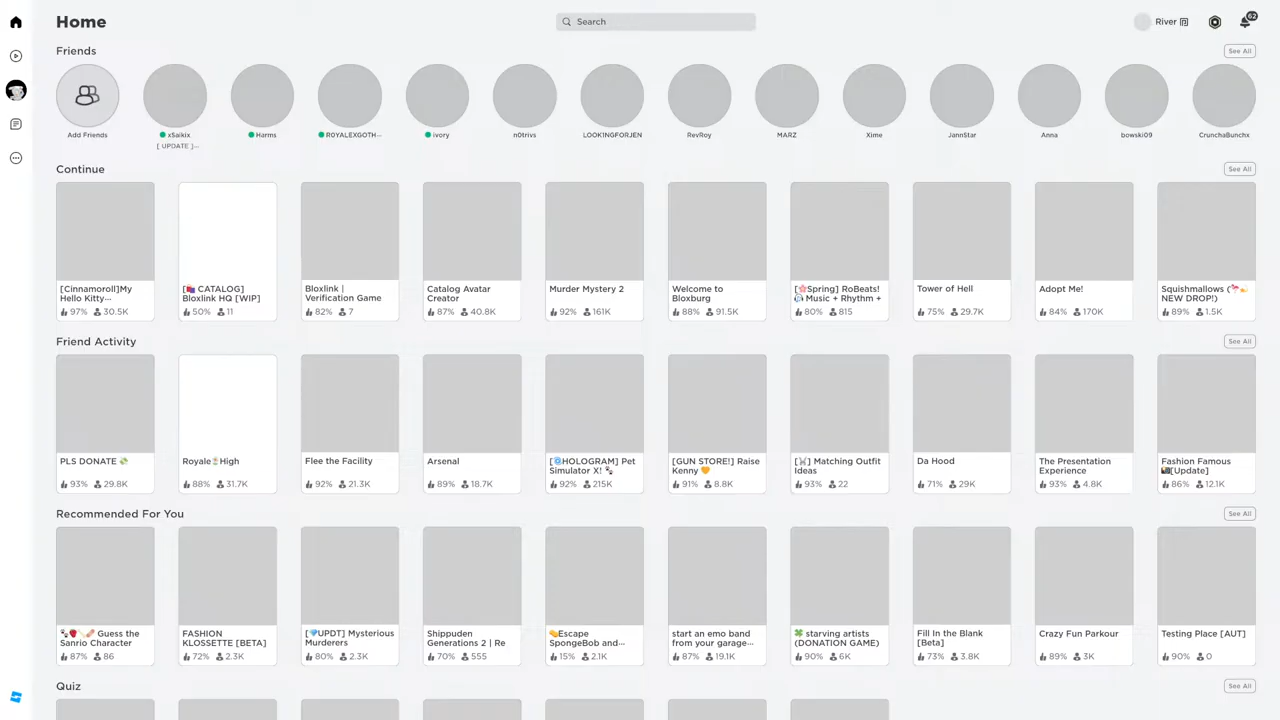 Home
Search
River
62
Friends
See All
Add Friends
xSaikix
[ UPDATE ]...
Harms
ROYALEXGOTH...
ivory
n0trivs
LOOKINGFORJEN
RevRoy
MARZ
Xime
JannStar
Anna
bowski09
CrunchaBunchx
Continue
See All
[Cinnamoroll]My
Hello Kitty...
97% 30.5K
[🛍️ CATALOG]
Bloxlink HQ [WIP]
50% 11
Bloxlink |
Verification Game
82% 7
Catalog Avatar
Creator
87% 40.8K
Murder Mystery 2
92% 161K
Welcome to
Bloxburg
88% 91.5K
[🌸Spring] RoBeats!
🎧 Music + Rhythm +
80% 815
Tower of Hell
75% 29.7K
Adopt Me!
84% 170K
Squishmallows (🦩💫
NEW DROP!)
89% 1.5K
Friend Activity
See All
PLS DONATE 💸
93% 29.8K
Royale High
88% 31.7K
Flee the Facility
92% 21.3K
Arsenal
89% 18.7K
[🌀HOLOGRAM] Pet
Simulator X! 🐾
92% 215K
[GUN STORE!] Raise
Kenny 🧡
91% 8.8K
[] Matching Outfit
Ideas
93% 22
Da Hood
71% 29K
The Presentation
Experience
93% 4.8K
Fashion Famous
📸[Update]
86% 12.1K
Recommended For You
See All
Guess the
Sanrio Character
87% 86
FASHION
KLOSSETTE [BETA]
72% 2.3K
[💎UPDT] Mysterious
Murderers
80% 2.3K
Shippuden
Generations 2 | Re
70% 555
Escape
SpongeBob and...
15% 2.1K
start an emo band
from your garage...
87% 19.1K
🍀 starving artists
(DONATION GAME)
90% 6K
Fill In the Blank
[Beta]
73% 3.8K
Crazy Fun Parkour
89% 3K
Testing Place [AUT]
90% 0
Quiz
See All